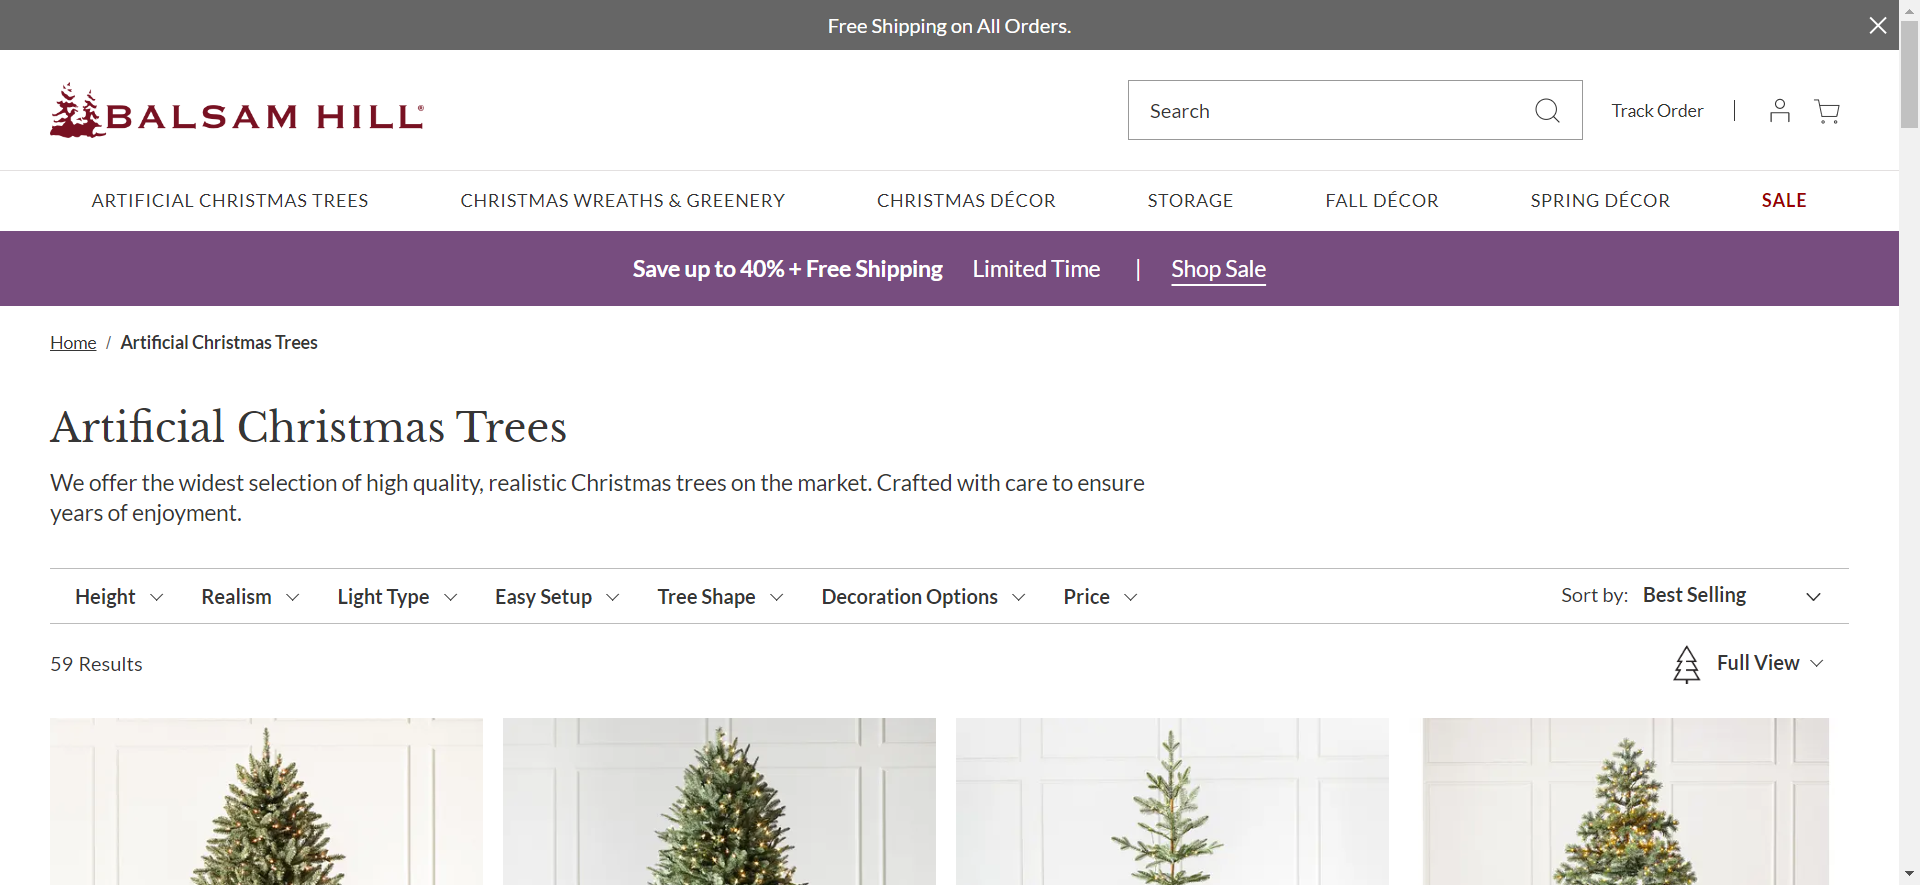 Free Shipping on All Orders.
BALSAM HILL®
Search
Track Order
ARTIFICIAL CHRISTMAS TREES
CHRISTMAS WREATHS & GREENERY
CHRISTMAS DÉCOR
STORAGE
FALL DÉCOR
SPRING DÉCOR
SALE
Save up to 40% + Free Shipping Limited Time | Shop Sale
Home / Artificial Christmas Trees
Artificial Christmas Trees
We offer the widest selection of high quality, realistic Christmas trees on the market. Crafted with care to ensure
years of enjoyment.
Height
Realism
Light Type
Easy Setup
Tree Shape
Decoration Options
Price
Sort by: Best Selling
59 Results
Full View